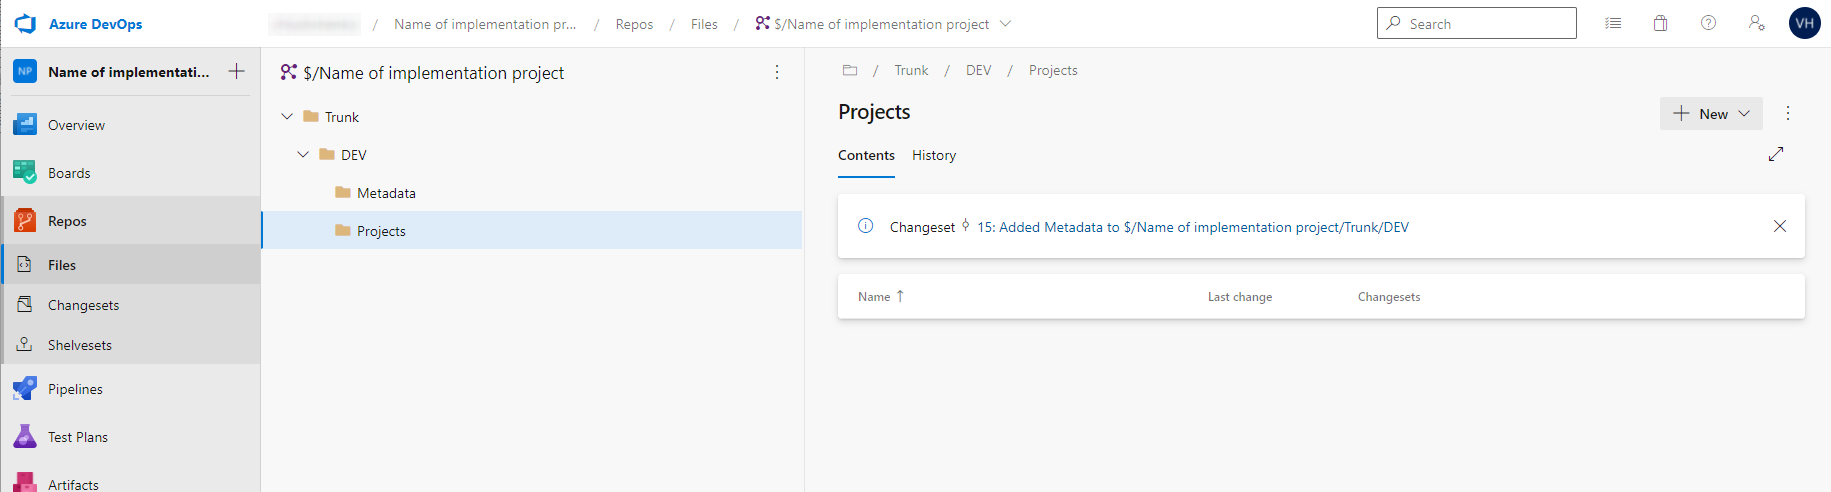 Azure DevOps / Name of implementation pr... / Repos / Files / $/Name of implementation project Search VH
NP Name of implementati...
Overview
Boards
Repos
Files
Changesets
Shelvesets
Pipelines
Test Plans
Artifacts
$/Name of implementation project
Trunk
DEV
Metadata
Projects
/ Trunk / DEV / Projects
Projects
New
Contents History
Changeset 15: Added Metadata to $/Name of implementation project/Trunk/DEV
Name ↑ Last change Changesets